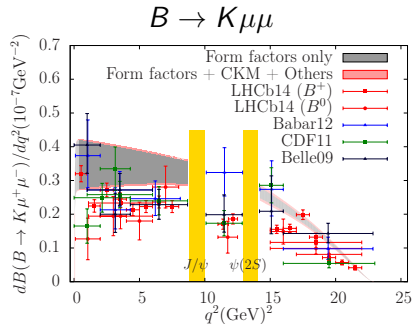 B → Kμμ
dB(B → Kμ⁺μ⁻)/dq²(10⁻⁷GeV⁻²)
0.7
0.6
0.5
0.4
0.3
0.2
0.1
0
Form factors only
Form factors + CKM + Others
LHCb14 (B⁺)
LHCb14 (B⁰)
Babar12
CDF11
Belle09
J/ψ
ψ(2S)
0 5 10 15 20 25
q²(GeV)²